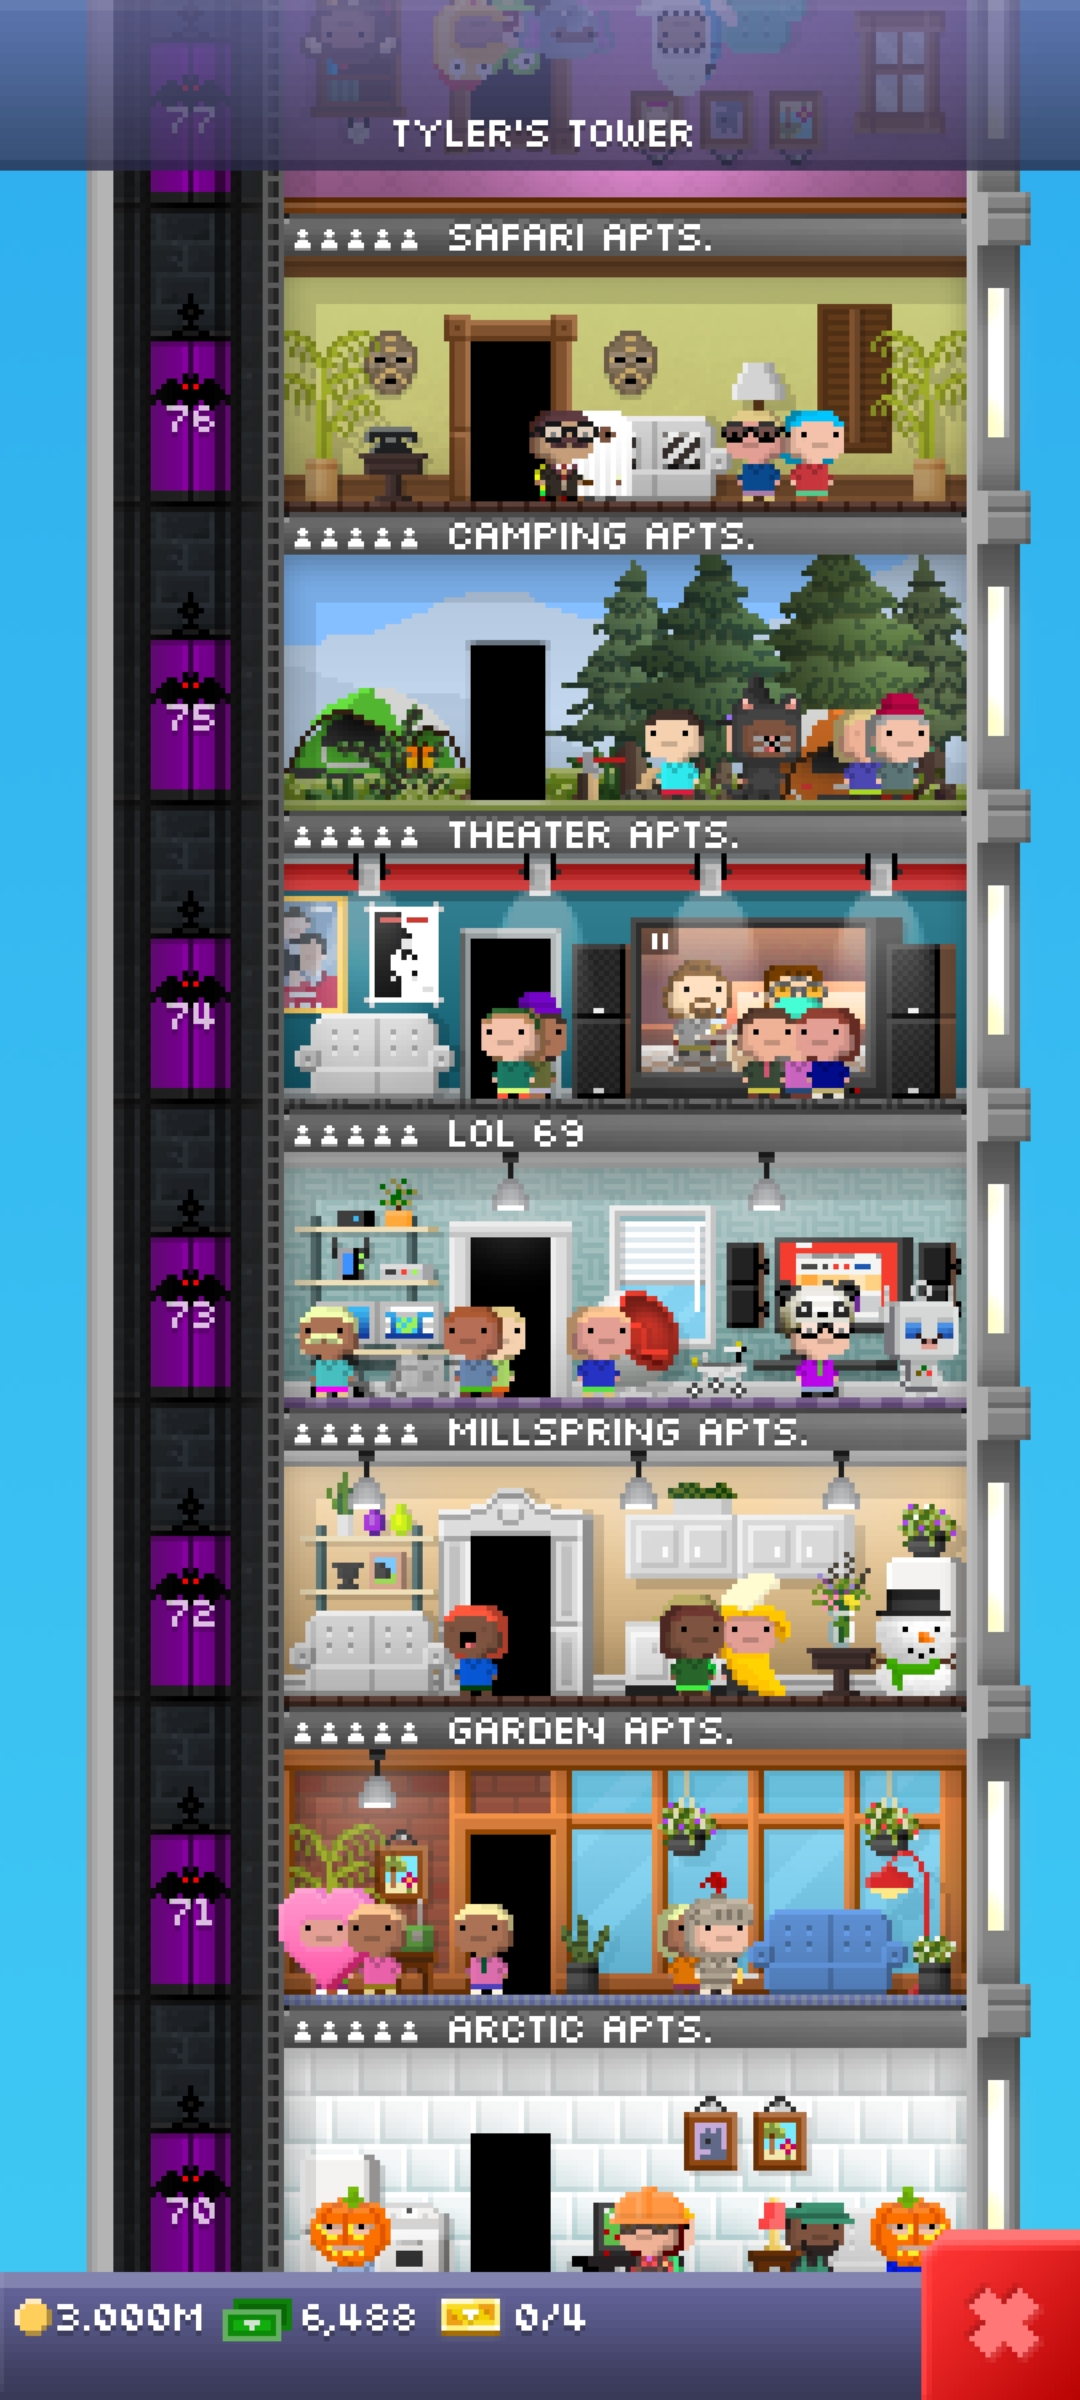 77
TYLER'S TOWER
SAFARI APTS.
76
CAMPING APTS.
75
THEATER APTS.
74
LOL 69
73
MILLSPRING APTS.
72
GARDEN APTS.
71
ARCTIC APTS.
70
3.000M 6,488 0/4